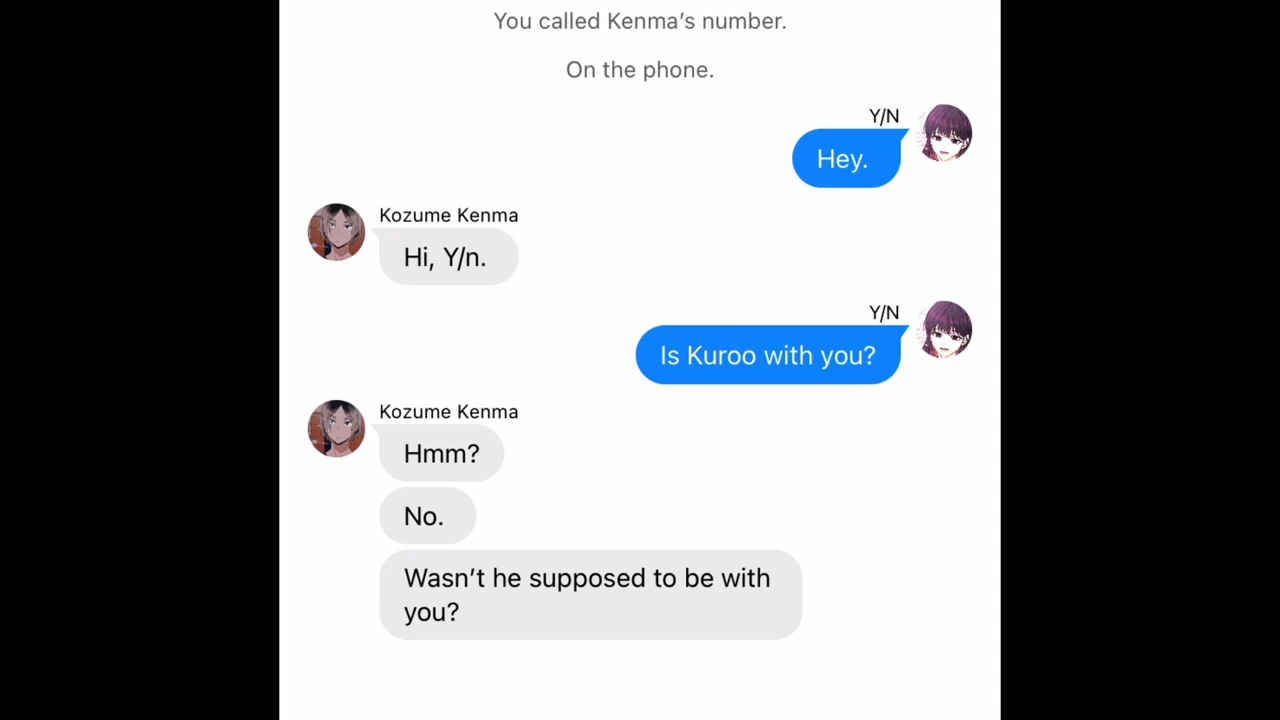 You called Kenma’s number.
On the phone.
Y/N
Hey.
Kozume Kenma
Hi, Y/n.
Y/N
Is Kuroo with you?
Kozume Kenma
Hmm?
No.
Wasn’t he supposed to be with
you?